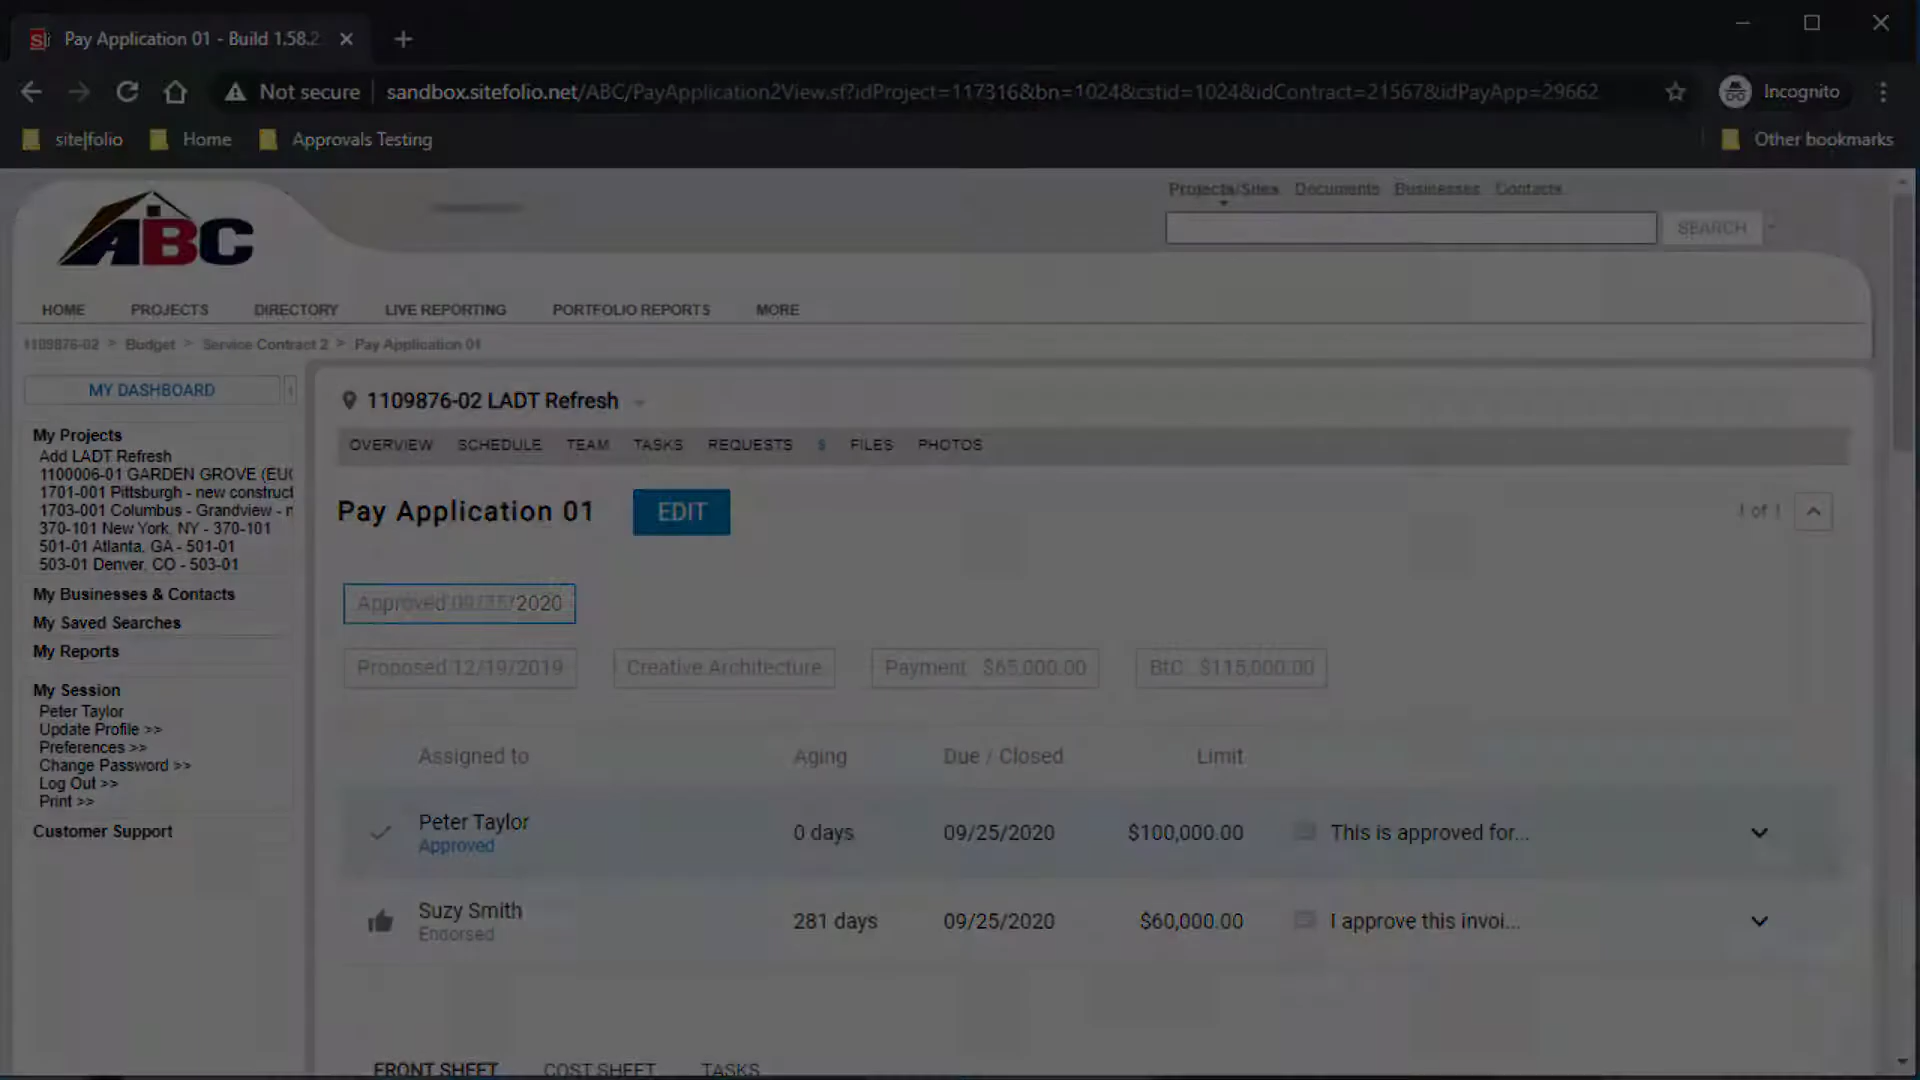 Pay Application 01 - Build 1.58.2
Not secure
sandbox.sitefolio.net/ABC/PayApplication2View.sf?idProject=117316&bn=1024&cstid=1024&idContract=21567&idPayApp=29662
Incognito
site|folio
Home
Approvals Testing
Other bookmarks
Projects/Sites Documents Businesses Contacts
ABC
SEARCH
HOME PROJECTS DIRECTORY LIVE REPORTING PORTFOLIO REPORTS MORE
1109876-02 > Budget > Service Contract 2 > Pay Application 01
MY DASHBOARD
My Projects
Add LADT Refresh
1100006-01 GARDEN GROVE (EUC
1701-001 Pittsburgh - new construct
1703-001 Columbus - Grandview - n
370-101 New York, NY - 370-101
501-01 Atlanta, GA - 501-01
503-01 Denver, CO - 503-01
My Businesses & Contacts
My Saved Searches
My Reports
My Session
Peter Taylor
Update Profile >>
Preferences >>
Change Password >>
Log Out >>
Print >>
Customer Support
1109876-02 LADT Refresh
OVERVIEW SCHEDULE TEAM TASKS REQUESTS $ FILES PHOTOS
Pay Application 01
EDIT
1 of 1
Approved /2020
Proposed 12/19/2019
Creative Architecture
Payment $65,000.00
BtC $115,000.00
Assigned to Aging Due / Closed Limit
Peter Taylor
Approved
0 days 09/25/2020 $100,000.00 This is approved for...
Suzy Smith
Endorsed
281 days 09/25/2020 $60,000.00 I approve this invoi...
FRONT SHEET COST SHEET TASKS